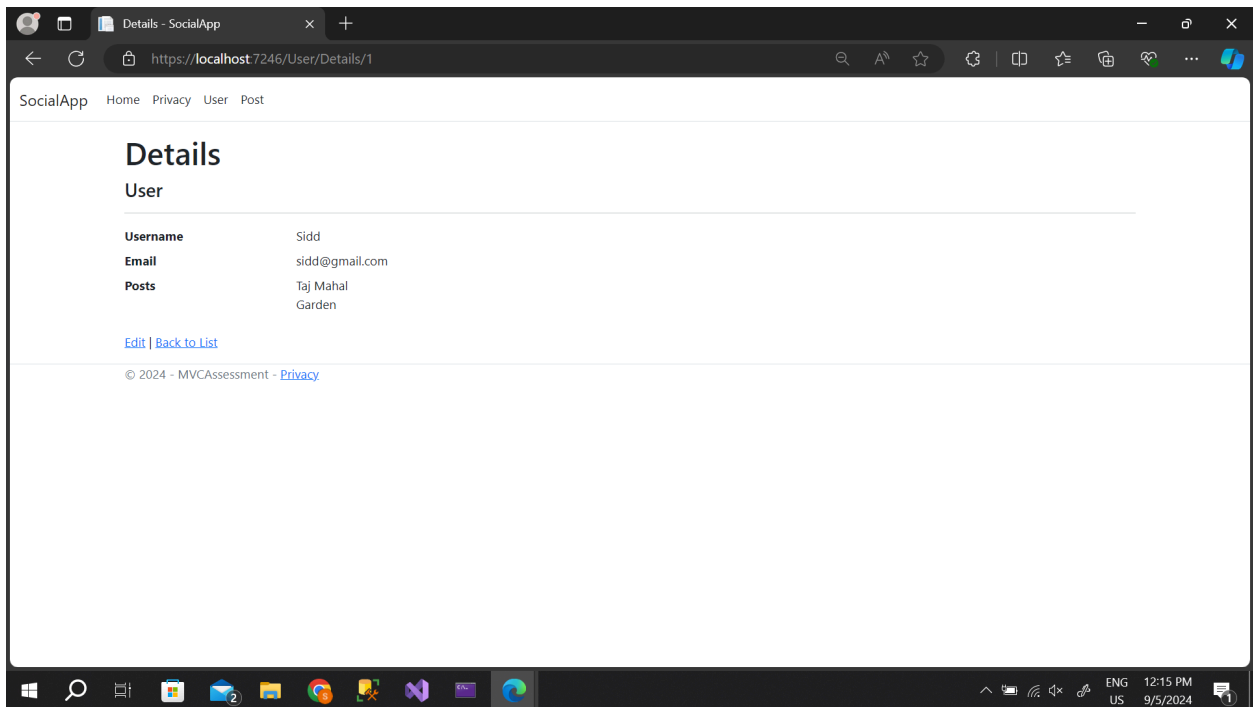 Details - SocialApp
https://localhost:7246/User/Details/1
SocialApp Home Privacy User Post
Details
User
Username Sidd
Email sidd@gmail.com
Posts Taj Mahal
Garden
Edit | Back to List
© 2024 - MVCAssessment - Privacy
ENG 12:15 PM
US 9/5/2024
2
1